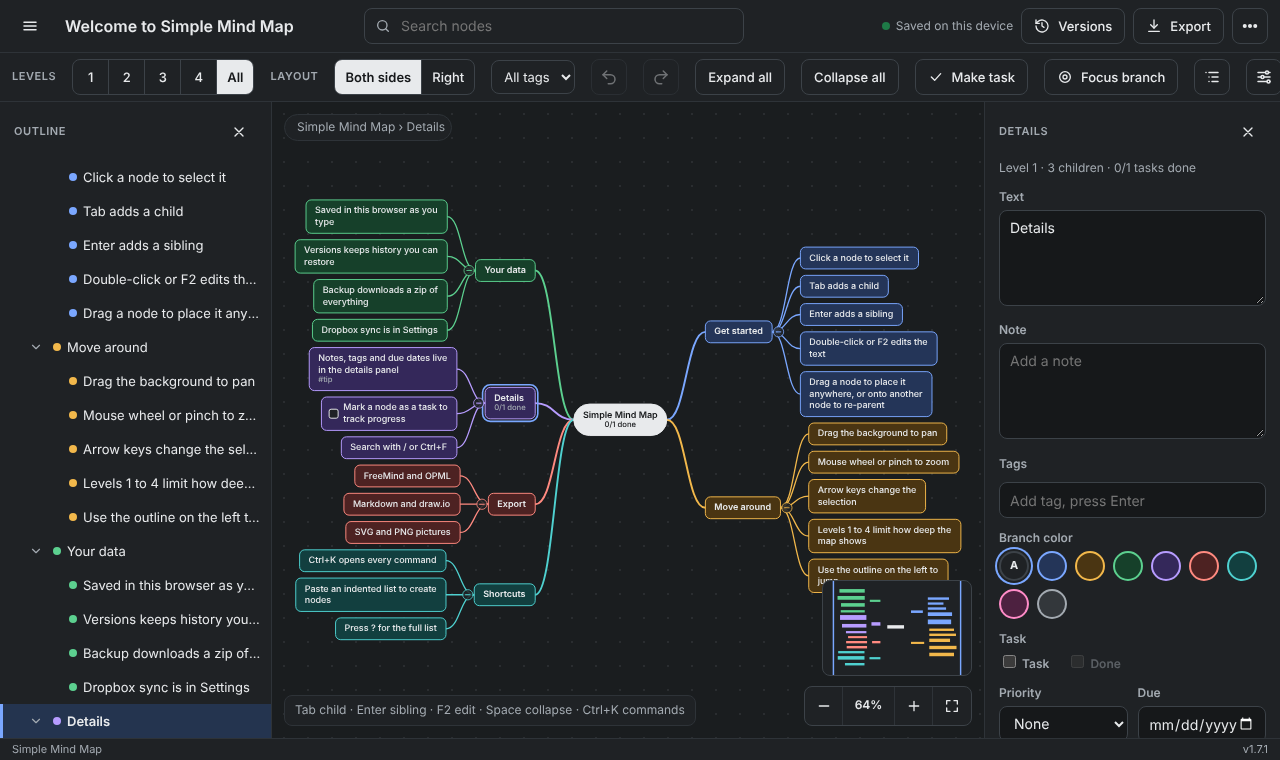 Welcome to Simple Mind Map
Search nodes
Saved on this device
Versions
Export
LEVELS
1
2
3
4
All
LAYOUT
Both sides
Right
All tags
Expand all
Collapse all
Make task
Focus branch
OUTLINE
Click a node to select it
Tab adds a child
Enter adds a sibling
Double-click or F2 edits th...
Drag a node to place it any...
Move around
Drag the background to pan
Mouse wheel or pinch to z...
Arrow keys change the sel...
Levels 1 to 4 limit how dee...
Use the outline on the left t...
Your data
Saved in this browser as y...
Versions keeps history you...
Backup downloads a zip of...
Dropbox sync is in Settings
Details
Simple Mind Map › Details
Saved in this browser as you
type
Versions keeps history you can
restore
Backup downloads a zip of
everything
Dropbox sync is in Settings
Your data
Notes, tags and due dates live
in the details panel
#tip
Mark a node as a task to
track progress
Search with / or Ctrl+F
Details
0/1 done
FreeMind and OPML
Markdown and draw.io
SVG and PNG pictures
Export
Ctrl+K opens every command
Paste an indented list to create
nodes
Press ? for the full list
Shortcuts
Simple Mind Map
0/1 done
Get started
Click a node to select it
Tab adds a child
Enter adds a sibling
Double-click or F2 edits the
text
Drag a node to place it
anywhere, or onto another
node to re-parent
Move around
Drag the background to pan
Mouse wheel or pinch to zoom
Arrow keys change the
selection
Levels 1 to 4 limit how deep the
map shows
Use the outline on the left to
jump
Tab child · Enter sibling · F2 edit · Space collapse · Ctrl+K commands
64%
DETAILS
Level 1 · 3 children · 0/1 tasks done
Text
Details
Note
Add a note
Tags
Add tag, press Enter
Branch color
A
Task
Task
Done
Priority
Due
None
mm/dd/yyyy
Simple Mind Map
v1.7.1